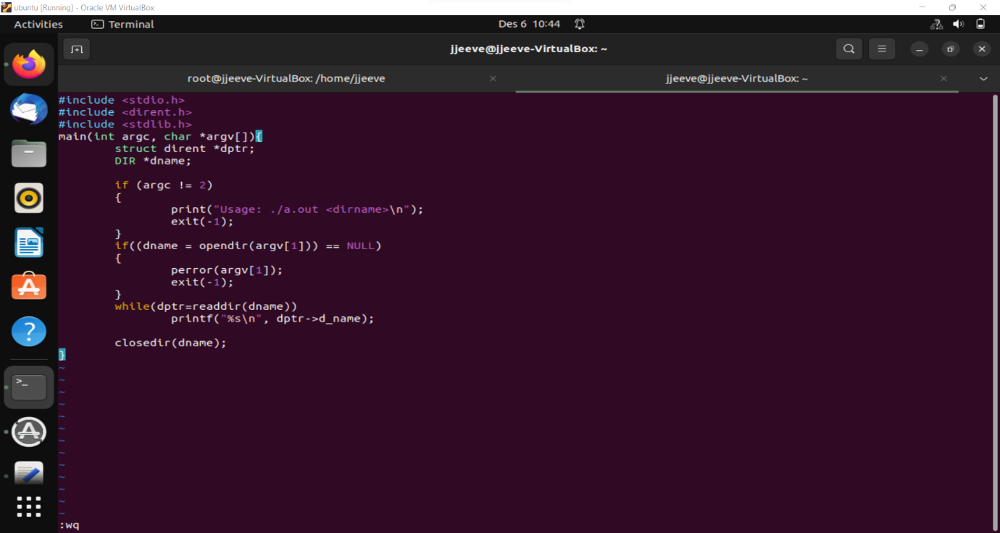 ubuntu [Running] - Oracle VM VirtualBox
Activities
Terminal
Des 6 10:44
jjeeve@jjeeve-VirtualBox: ~
root@jjeeve-VirtualBox: /home/jjeeve
jjeeve@jjeeve-VirtualBox: ~
#include <stdio.h>
#include <dirent.h>
#include <stdlib.h>
main(int argc, char *argv[]){
        struct dirent *dptr;
        DIR *dname;

        if (argc != 2)
        {
                print("Usage: ./a.out <dirname>\n");
                exit(-1);
        }
        if((dname = opendir(argv[1])) == NULL)
        {
                perror(argv[1]);
                exit(-1);
        }
        while(dptr=readdir(dname))
                printf("%s\n", dptr->d_name);

        closedir(dname);
}
~
~
~
~
~
~
~
~
~
~
~
~
~
:wq